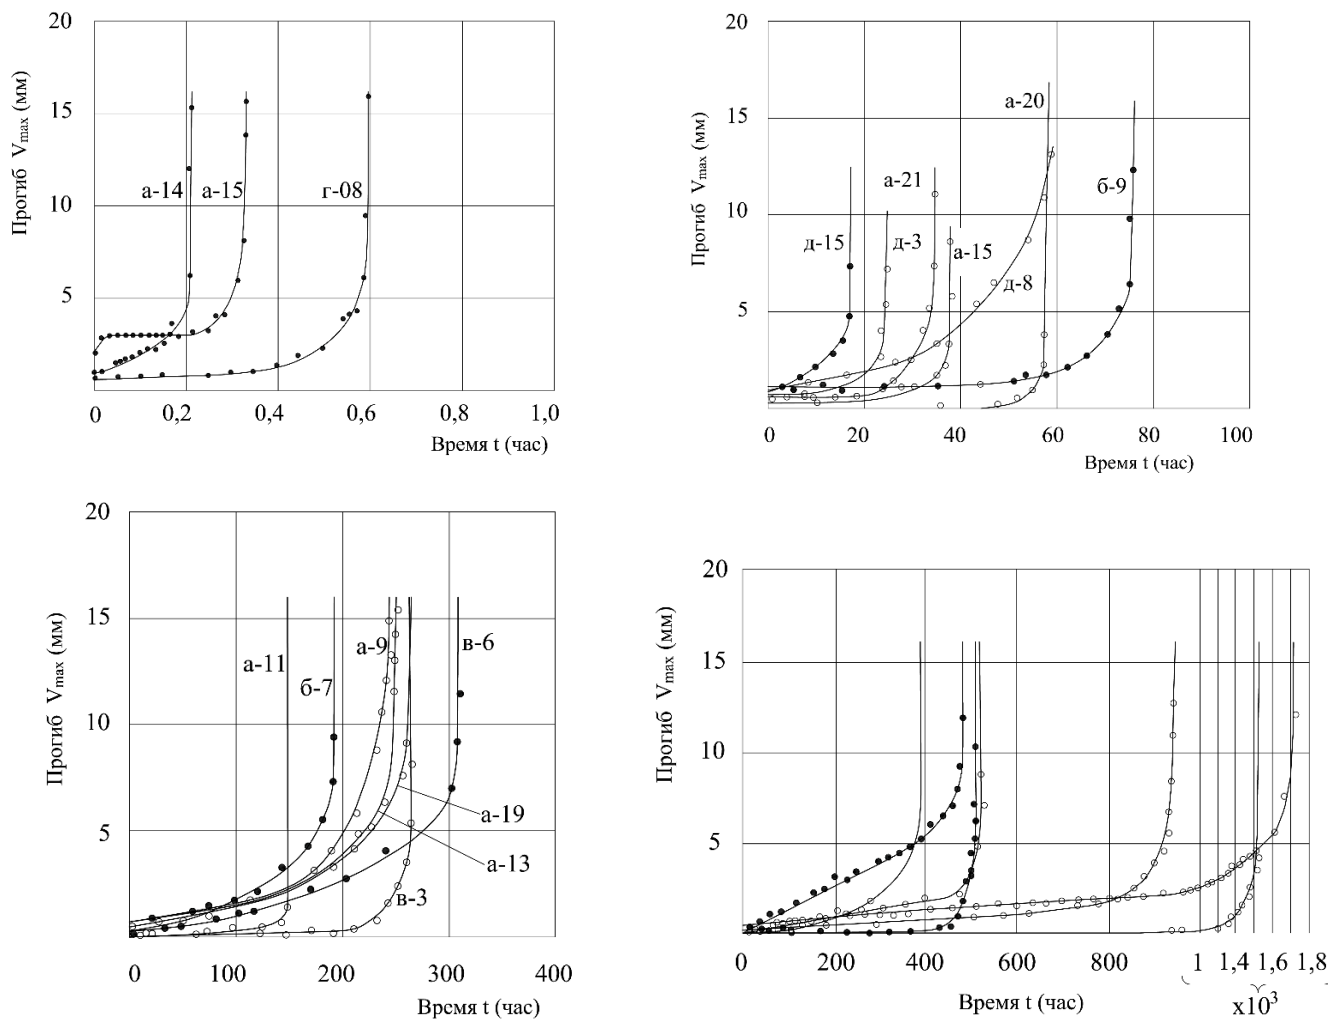 20
15
10
5
Прогиб Vmax (мм)
а-14
а-15
г-08
0
0,2
0,4
0,6
0,8
1,0
Время t (час)
20
15
10
5
Прогиб Vmax (мм)
а-20
а-21
б-9
д-15
д-3
а-15
д-8
0
20
40
60
80
100
Время t (час)
20
15
10
5
Прогиб Vmax (мм)
а-11
б-7
а-9
в-6
а-19
а-13
в-3
0
100
200
300
400
Время t (час)
20
15
10
5
Прогиб Vmax (мм)
0
200
400
600
800
1
1,4
1,6
1,8
x10³
Время t (час)